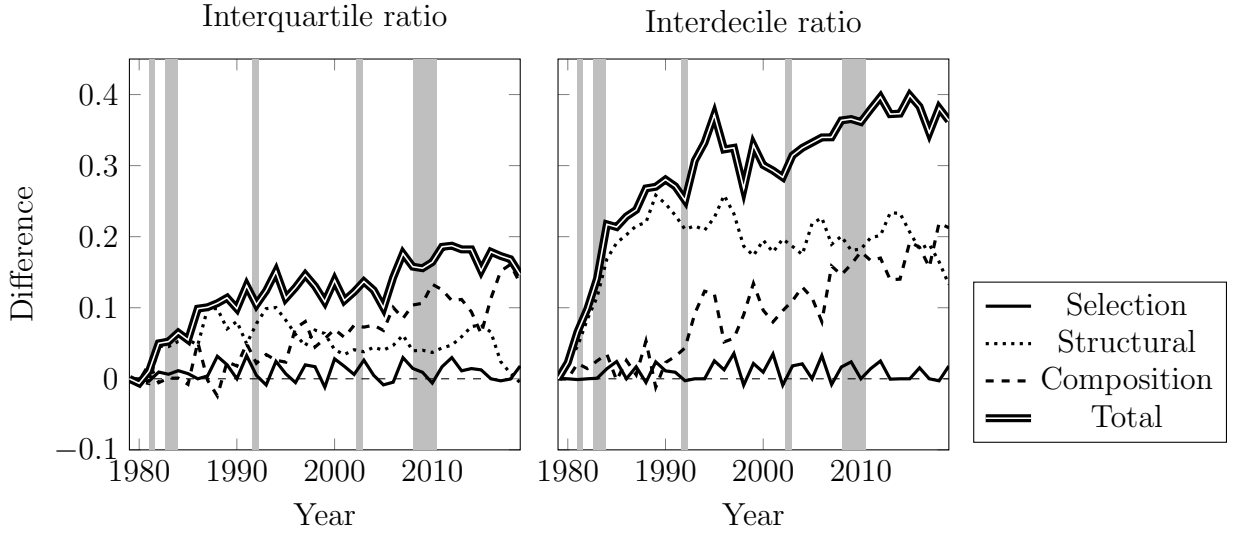 Interquartile ratio
Interdecile ratio
Difference
0.4
0.3
0.2
0.1
0
−0.1
1980 1990 2000 2010
1980 1990 2000 2010
Year
Year
Selection
Structural
Composition
Total